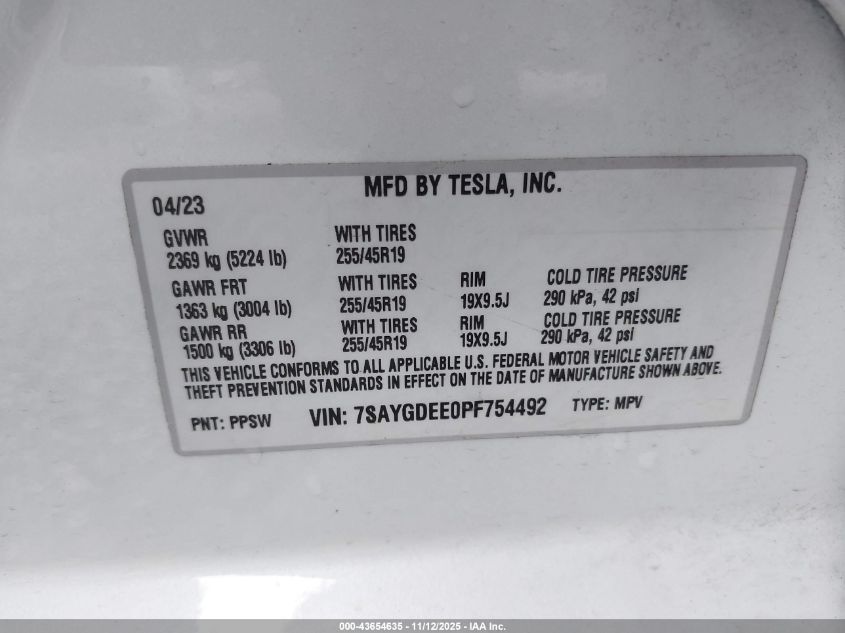 MFD BY TESLA, INC.
04/23
GVWR WITH TIRES
2369 kg (5224 lb) 255/45R19
GAWR FRT WITH TIRES RIM COLD TIRE PRESSURE
1363 kg (3004 lb) 255/45R19 19X9.5J 290 kPa, 42 psi
GAWR RR WITH TIRES RIM COLD TIRE PRESSURE
1500 kg (3306 lb) 255/45R19 19X9.5J 290 kPa, 42 psi
THIS VEHICLE CONFORMS TO ALL APPLICABLE U.S. FEDERAL MOTOR VEHICLE SAFETY AND
THEFT PREVENTION STANDARDS IN EFFECT ON THE DATE OF MANUFACTURE SHOWN ABOVE.
PNT: PPSW VIN: 7SAYGDEE0PF754492 TYPE: MPV
000-43654635 - 11/12/2025 - IAA Inc.